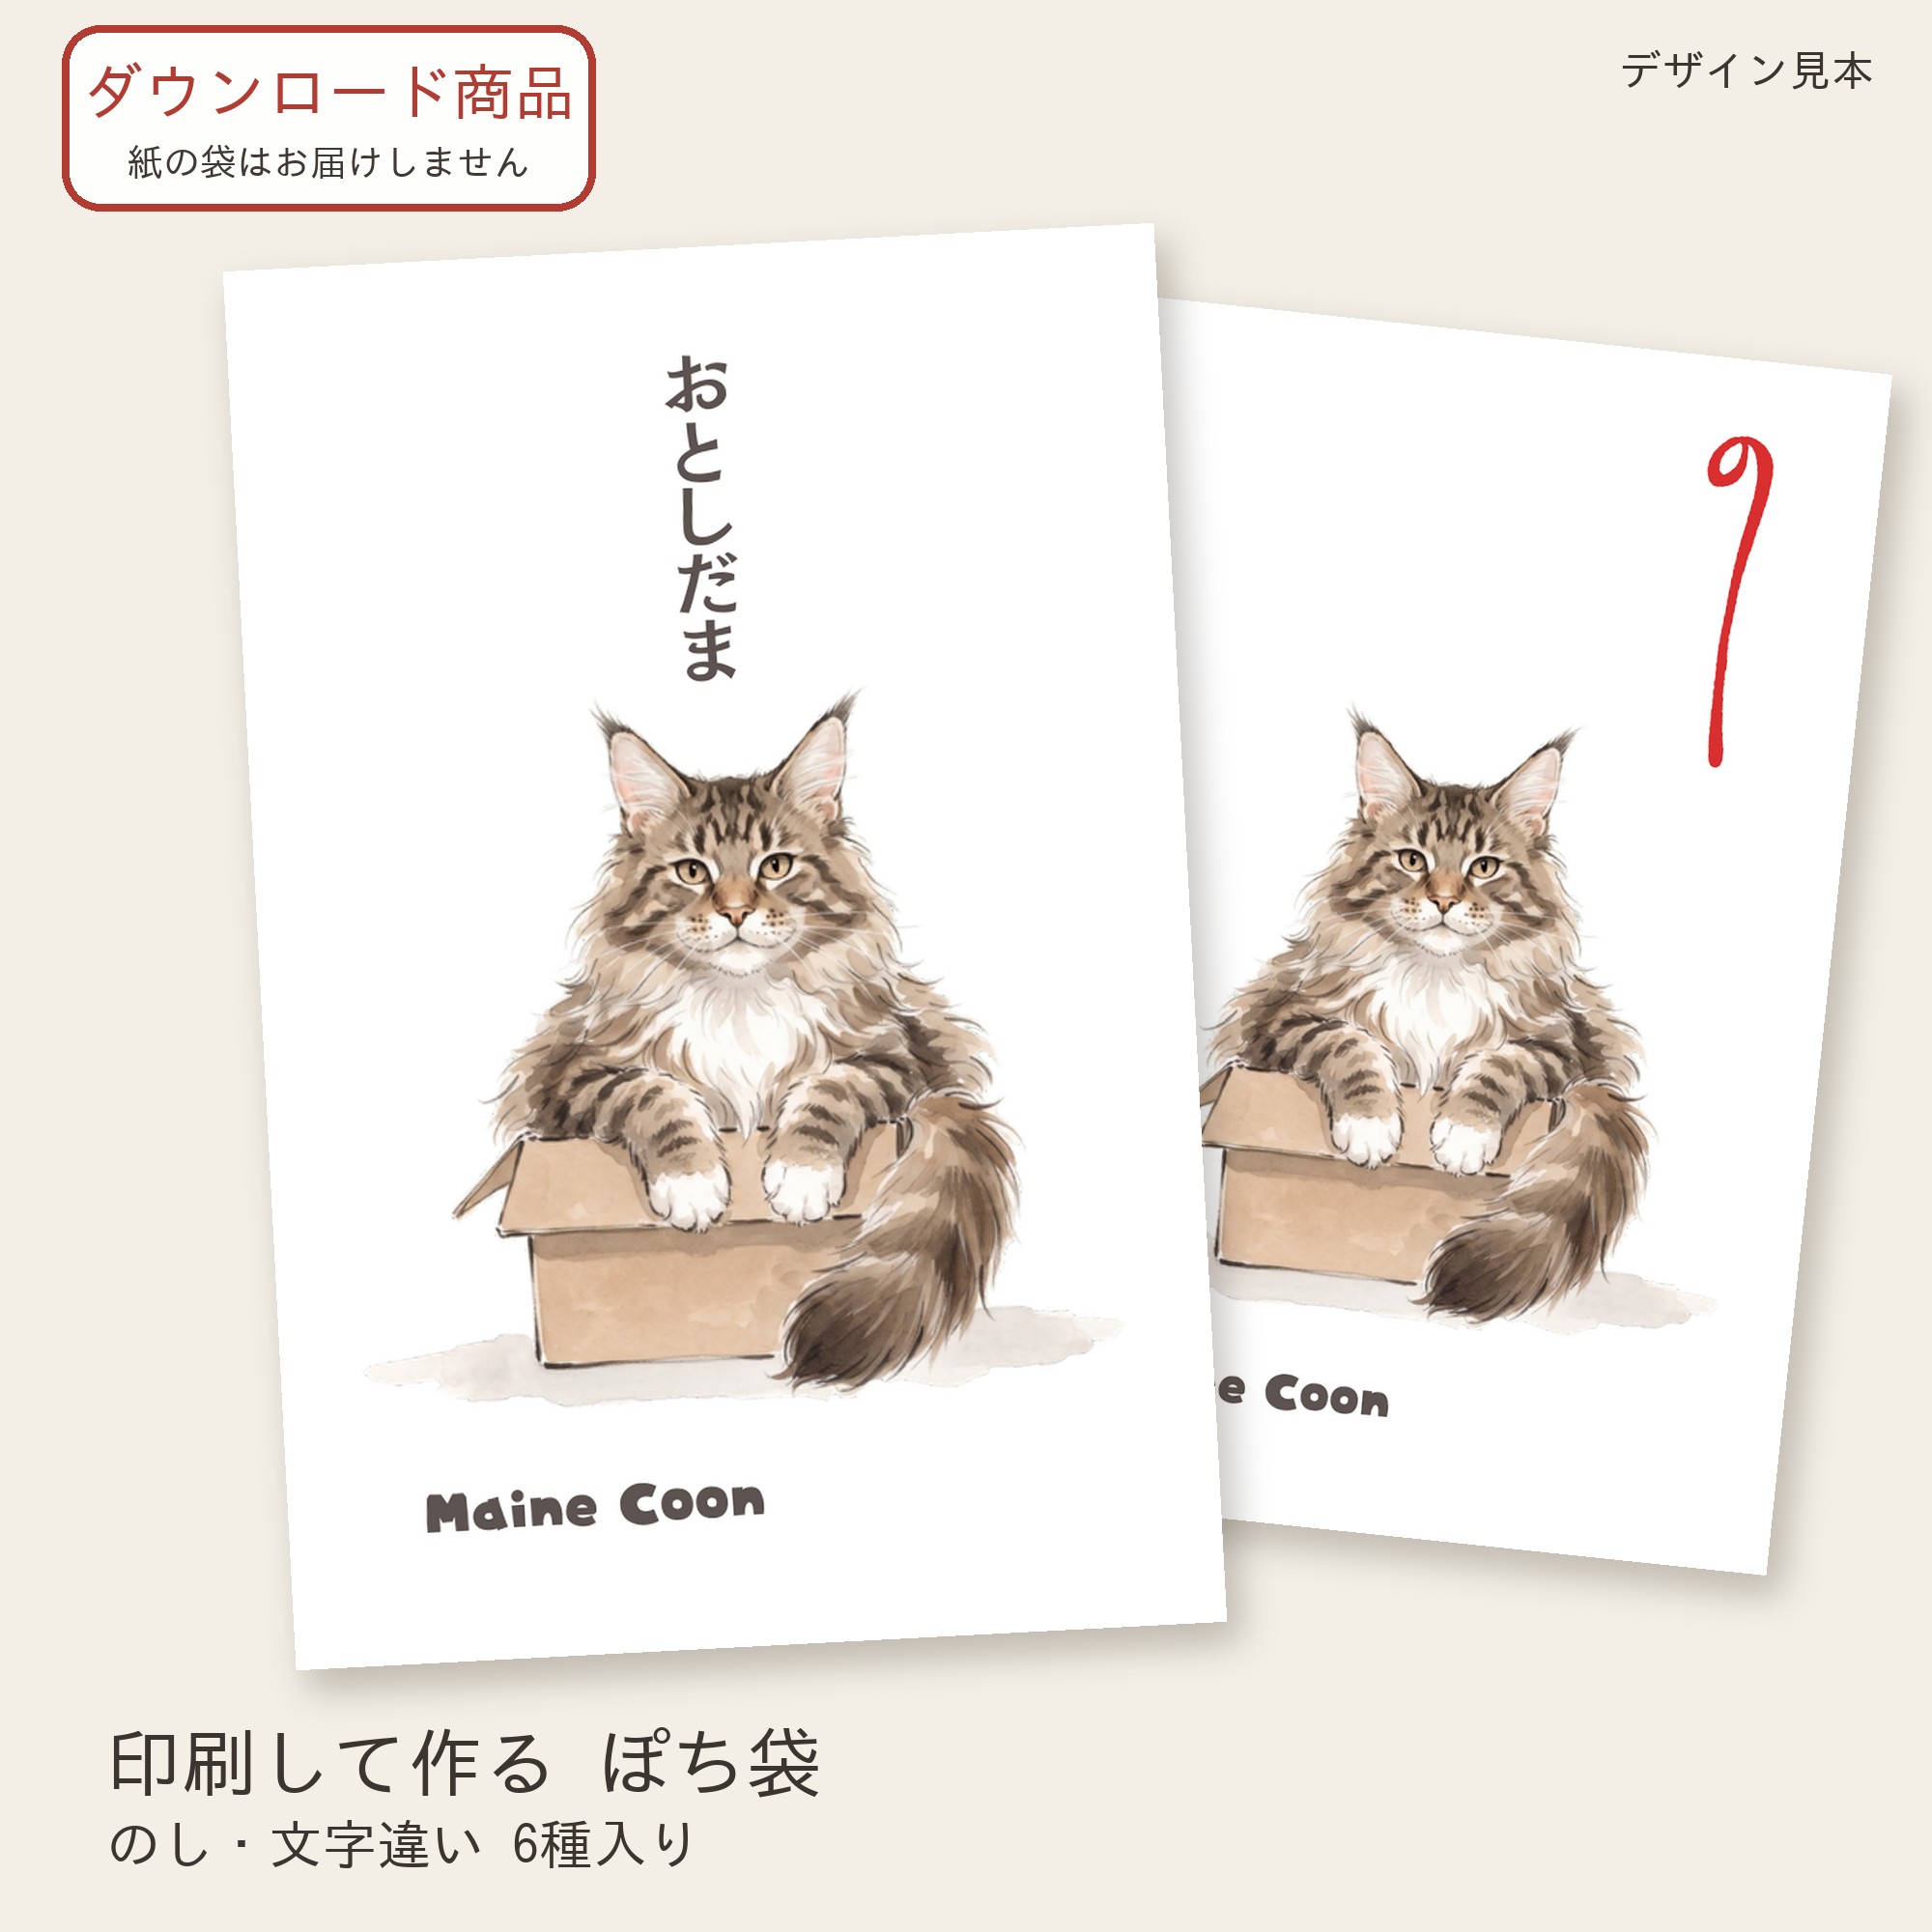 ダウンロード商品
紙の袋はお届けしません
デザイン見本
おとしだま
Maine Coon
e Coon
印刷して作る ぽち袋
のし・文字違い 6種入り